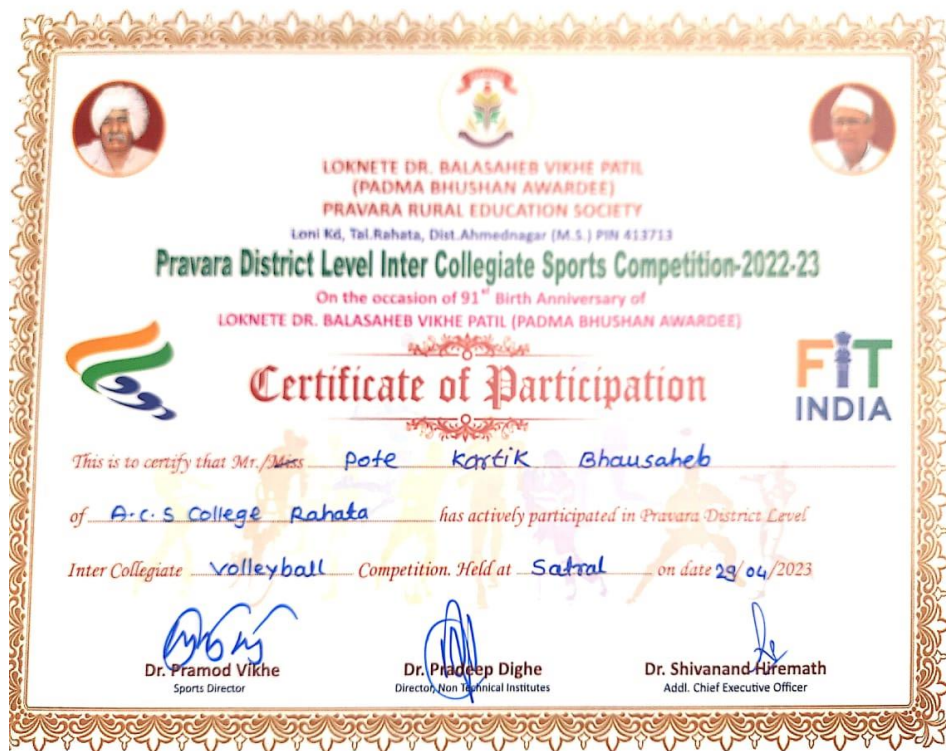 LOKNETE DR. BALASAHEB VIKHE PATIL
(PADMA BHUSHAN AWARDEE)
PRAVARA RURAL EDUCATION SOCIETY
Loni Kd, Tal.Rahata, Dist.Ahmednagar (M.S.) PIN 413713
Pravara District Level Inter Collegiate Sports Competition-2022-23
On the occasion of 91st Birth Anniversary of
LOKNETE DR. BALASAHEB VIKHE PATIL (PADMA BHUSHAN AWARDEE)
FIT
INDIA
Certificate of Participation
This is to certify that Mr./Miss Pote Kartik Bhausaheb
of A.C.S College Rahata has actively participated in Pravara District Level
Inter Collegiate Volleyball Competition. Held at Satral on date 29/04/2023
Dr. Pramod Vikhe Dr. Pradeep Dighe Dr. Shivanand Hiremath
Sports Director Director, Non Technical Institutes Addl. Chief Executive Officer